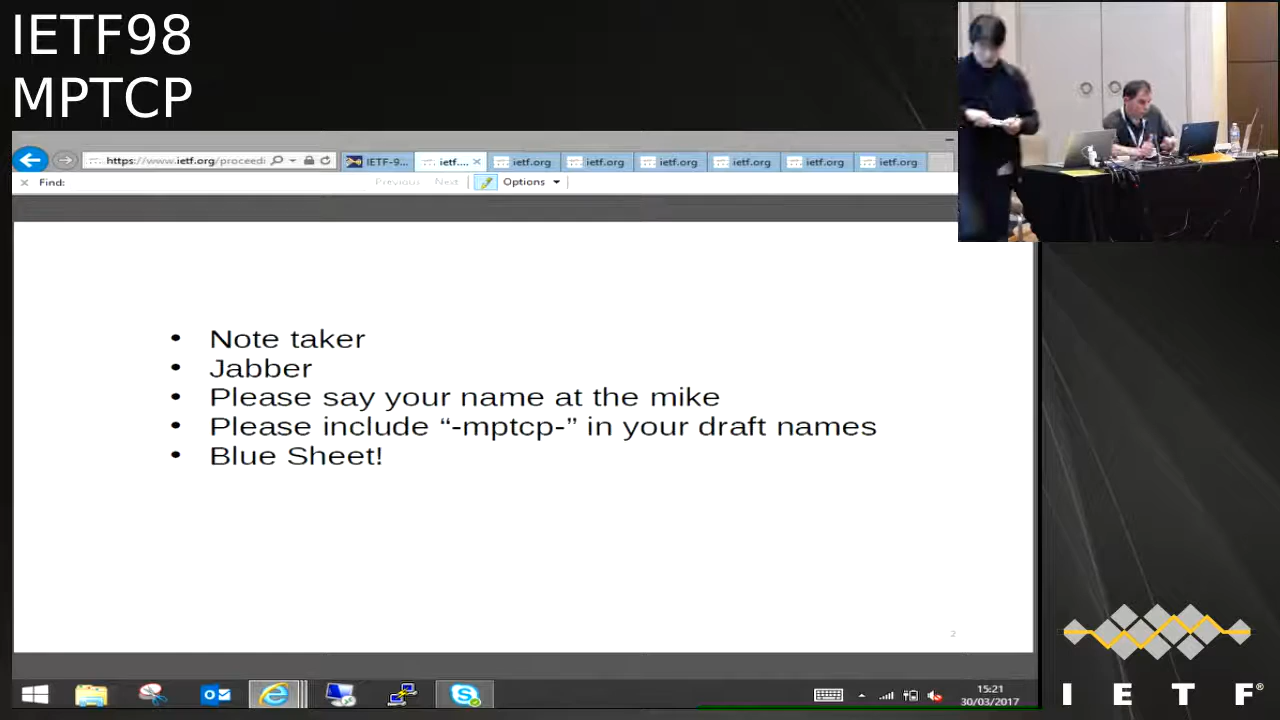 IETF98
MPTCP
https://www.ietf.org/proceedi
IETF-9...
ietf....
ietf.org
ietf.org
ietf.org
ietf.org
ietf.org
ietf.org
Find:
Previous
Next
Options
• Note taker
• Jabber
• Please say your name at the mike
• Please include “-mptcp-” in your draft names
• Blue Sheet!
2
15:21
30/03/2017
I E T F®